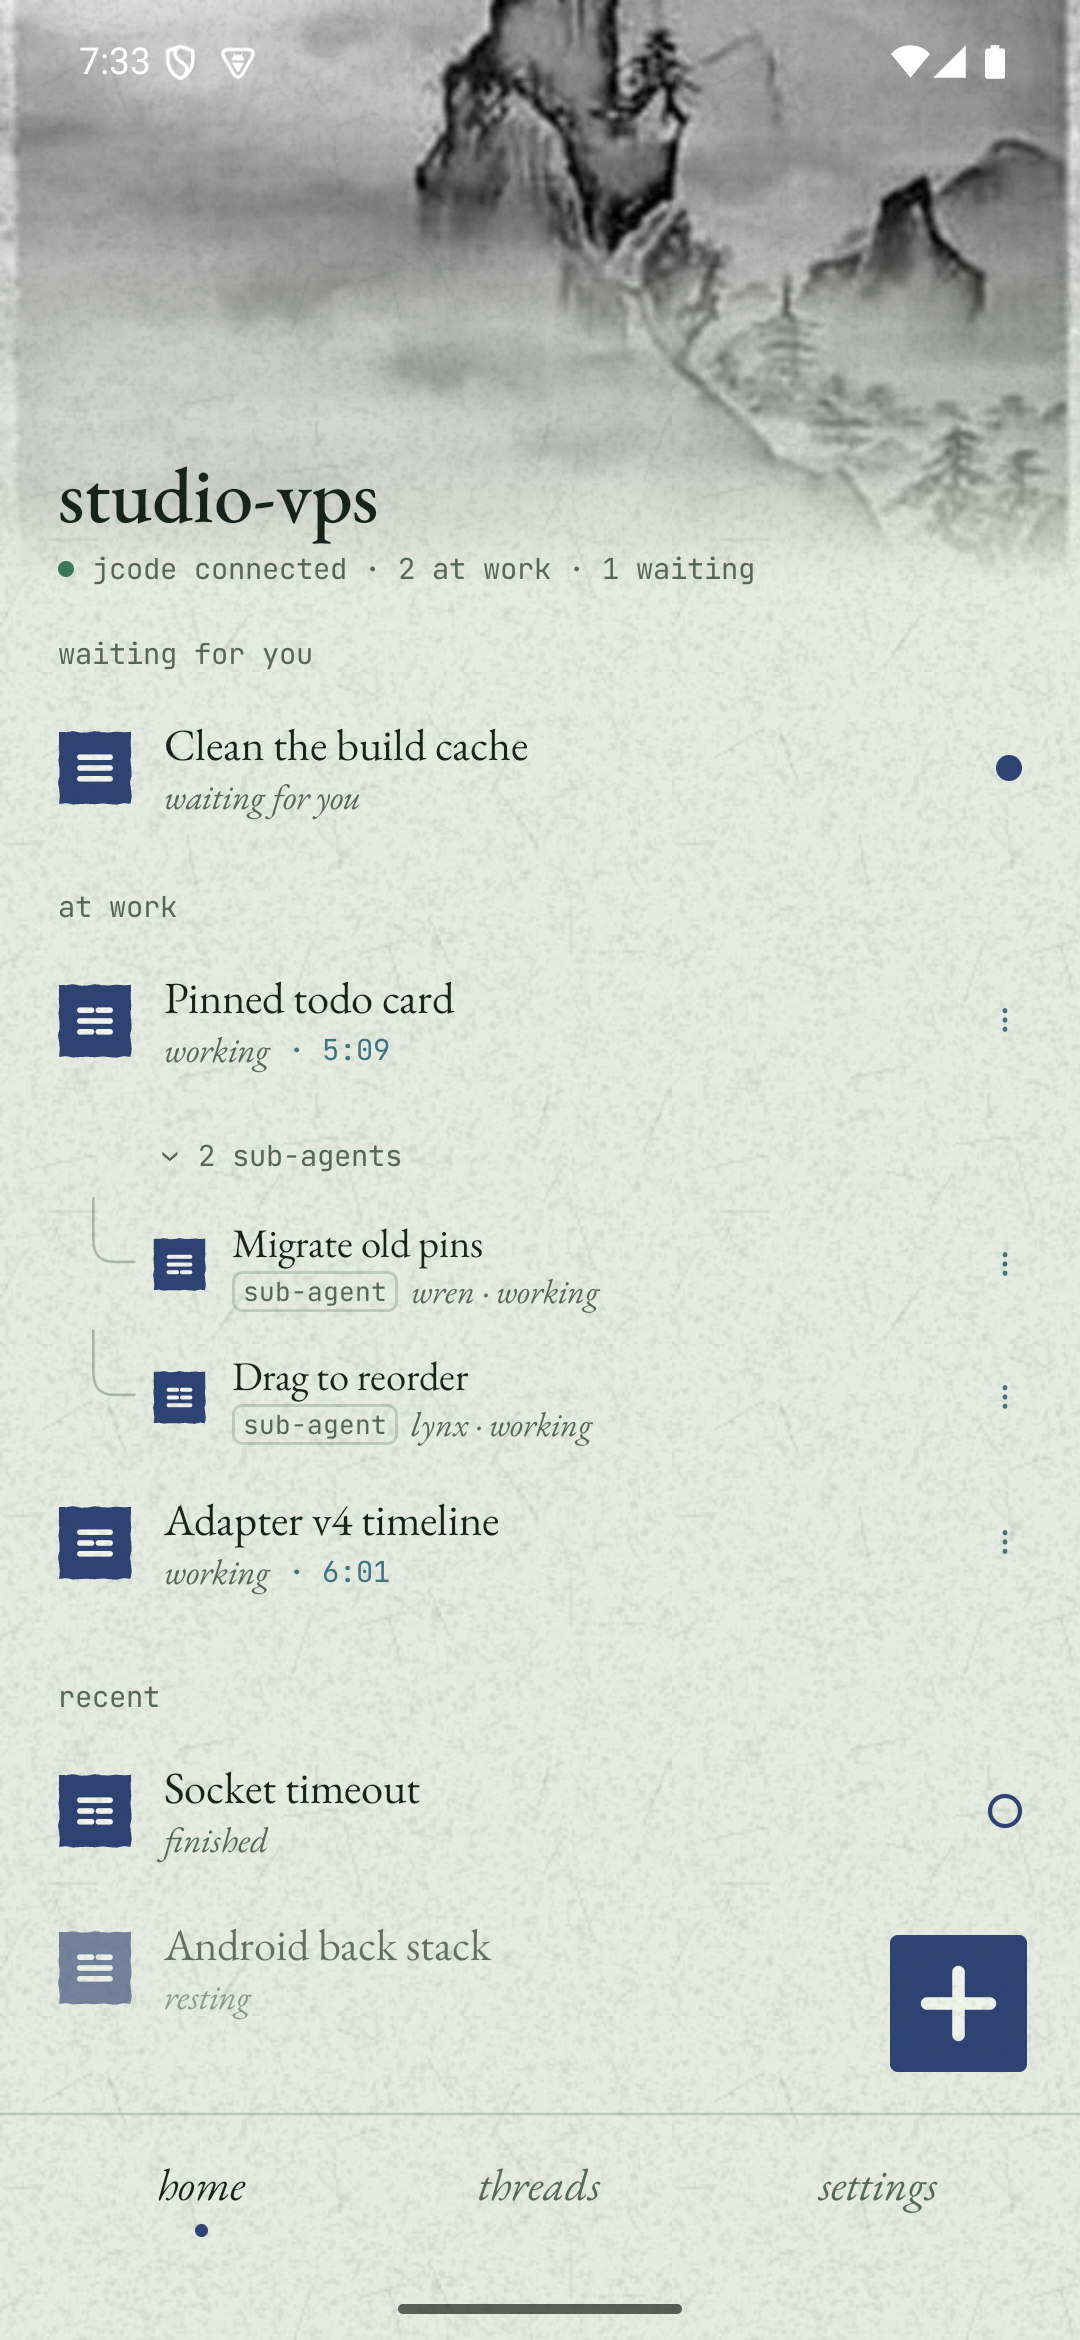 7:33
studio-vps
jcode connected · 2 at work · 1 waiting
waiting for you
Clean the build cache
waiting for you
at work
Pinned todo card
working · 5:09
2 sub-agents
Migrate old pins
sub-agent wren · working
Drag to reorder
sub-agent lynx · working
Adapter v4 timeline
working · 6:01
recent
Socket timeout
finished
Android back stack
resting
home threads settings